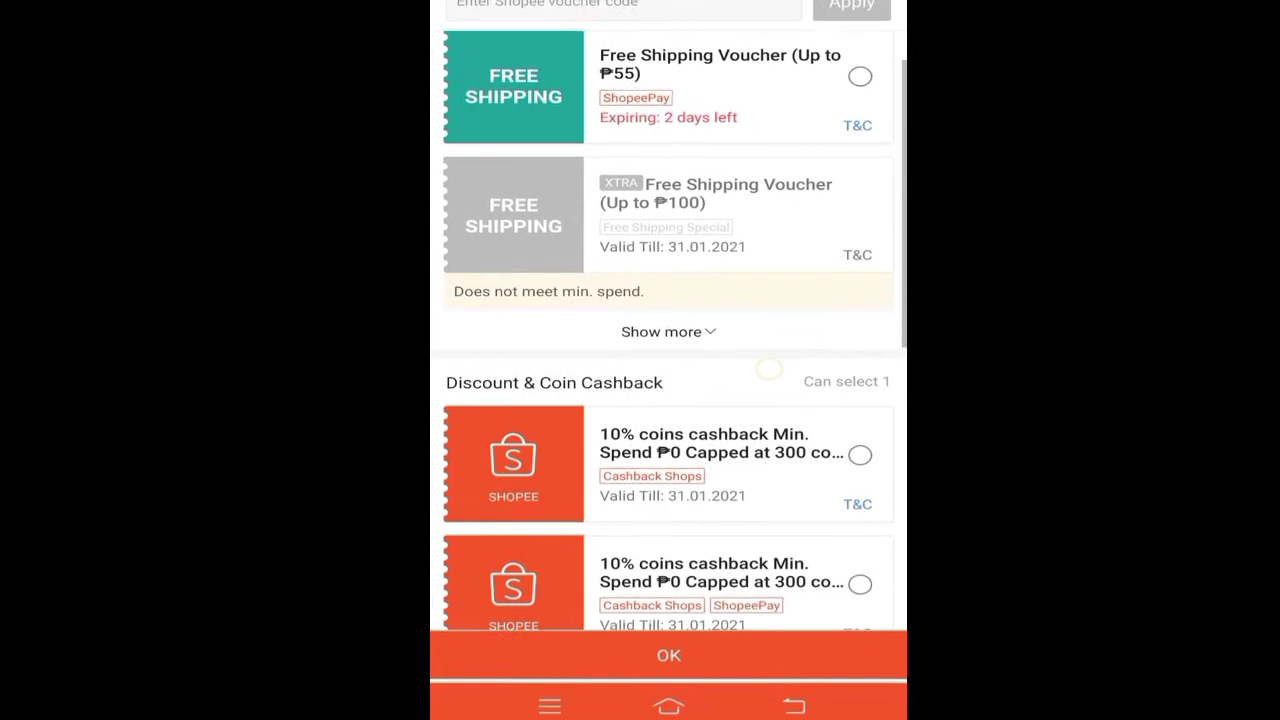 Enter Shopee voucher code
Apply
FREE
SHIPPING
Free Shipping Voucher (Up to
₱55)
ShopeePay
Expiring: 2 days left
T&C
FREE
SHIPPING
XTRA Free Shipping Voucher
(Up to ₱100)
Free Shipping Special
Valid Till: 31.01.2021
T&C
Does not meet min. spend.
Show more
Discount & Coin Cashback
Can select 1
S
SHOPEE
10% coins cashback Min.
Spend ₱0 Capped at 300 co...
Cashback Shops
Valid Till: 31.01.2021
T&C
S
SHOPEE
10% coins cashback Min.
Spend ₱0 Capped at 300 co...
Cashback Shops ShopeePay
Valid Till: 31.01.2021
OK